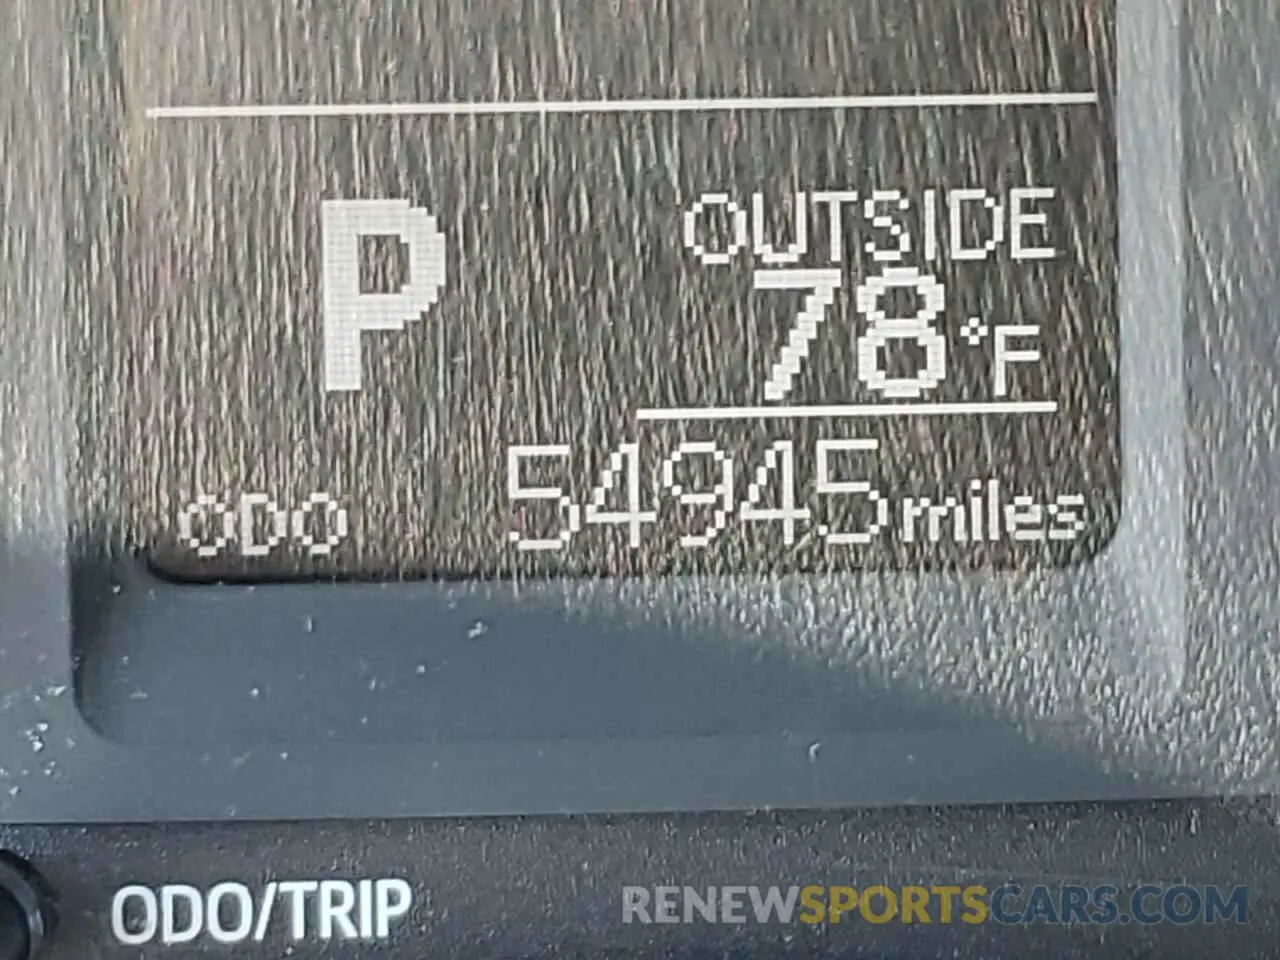 P
OUTSIDE
78°F
ODO 54945 miles
ODO/TRIP
RENEWSPORTSCARS.COM